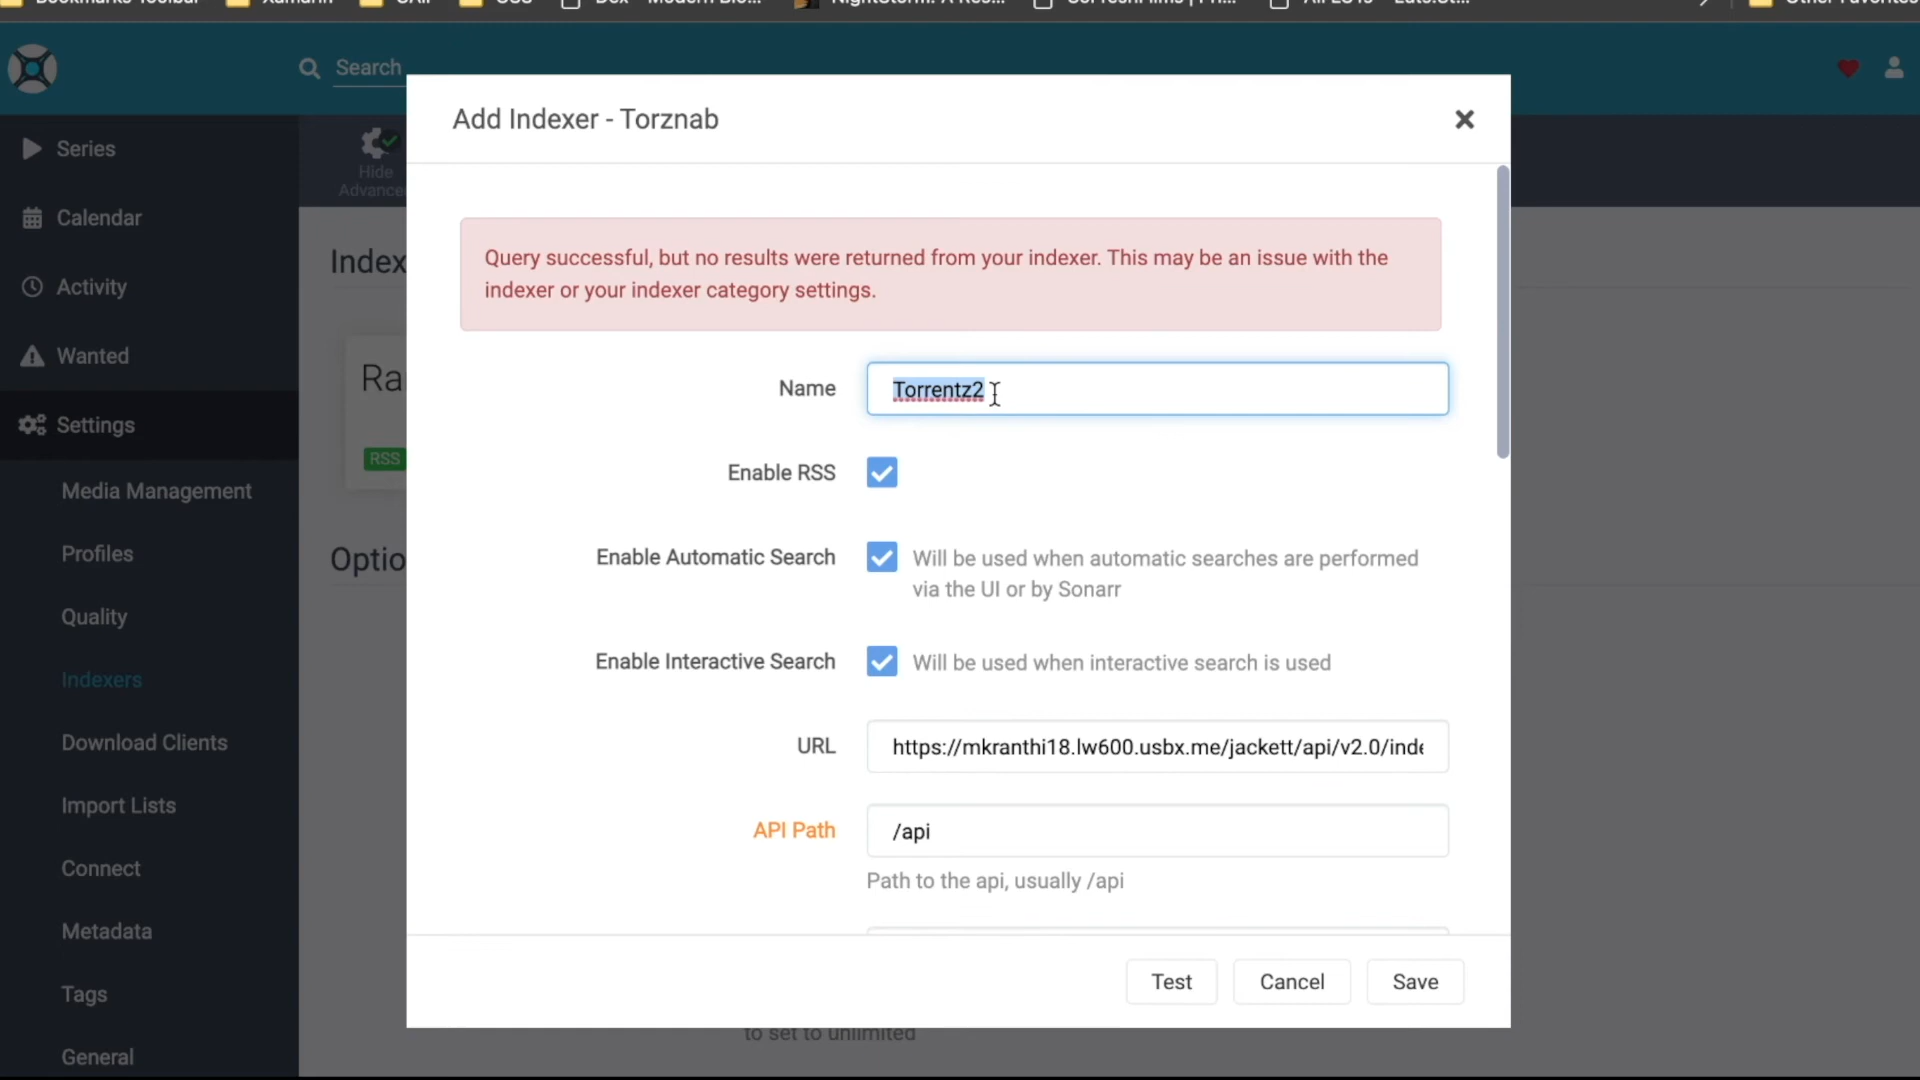 Search
Add Indexer - Torznab
Series
Hide
Calendar
Query successful, but no results were returned from your indexer. This may be an issue with the
indexer or your indexer category settings.
Activity
Wanted
Name
Torrentz2
Settings
RSS
Enable RSS
Media Management
Profiles
Enable Automatic Search
Will be used when automatic searches are performed
via the UI or by Sonarr
Quality
Enable Interactive Search
Will be used when interactive search is used
Indexers
URL
https://mkranthi18.lw600.usbx.me/jackett/api/v2.0/inde
Download Clients
Import Lists
API Path
/api
Path to the api, usually /api
Connect
Metadata
Tags
Test
Cancel
Save
to set to unlimited
General